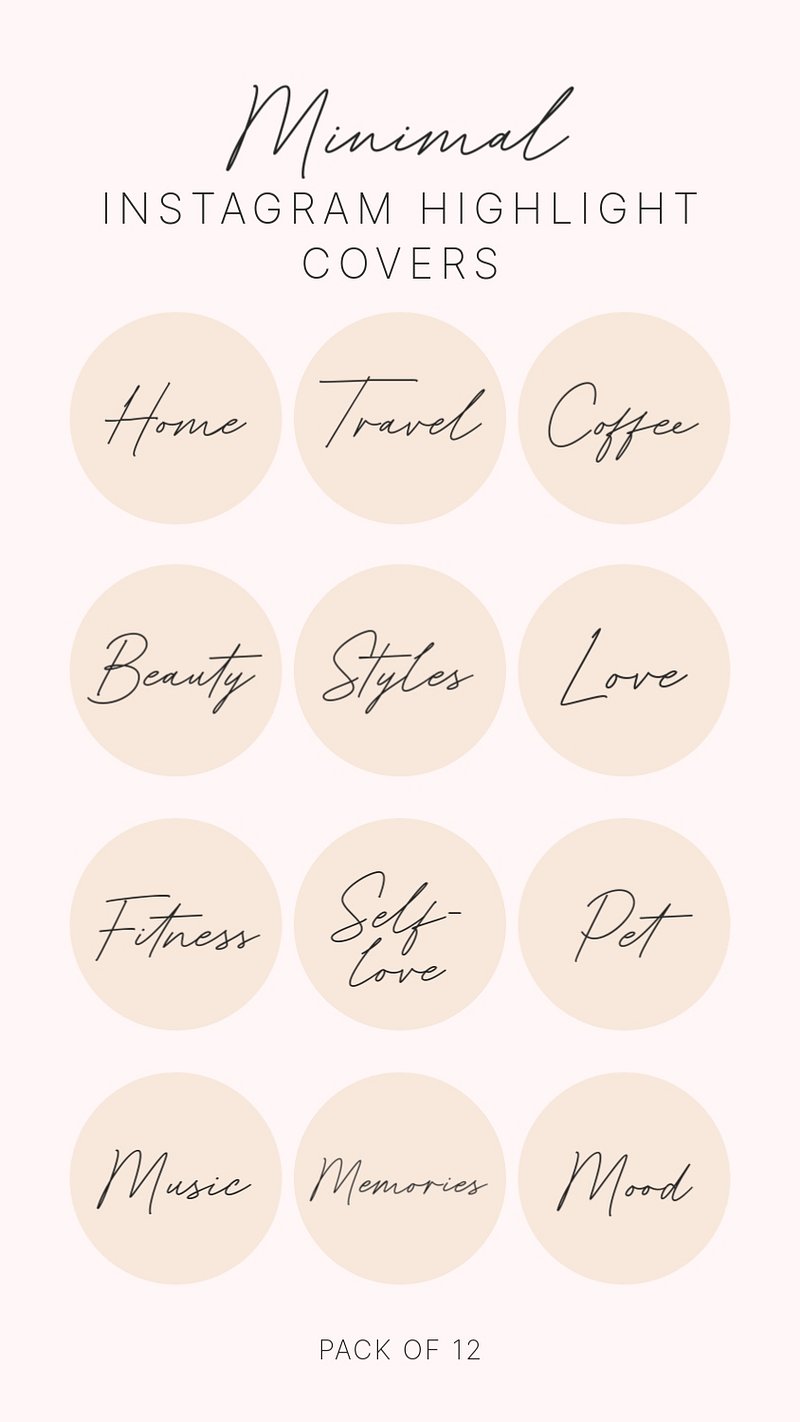 Minimal
INSTAGRAM HIGHLIGHT
COVERS
Home
Travel
Coffee
Beauty
Styles
Love
Fitness
Self-
love
Pet
Music
Memories
Mood
PACK OF 12